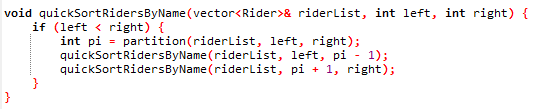 void quickSortRidersByName(vector<Rider>& riderList, int left, int right) {
    if (left < right) {
        int pi = partition(riderList, left, right);
        quickSortRidersByName(riderList, left, pi - 1);
        quickSortRidersByName(riderList, pi + 1, right);
    }
}